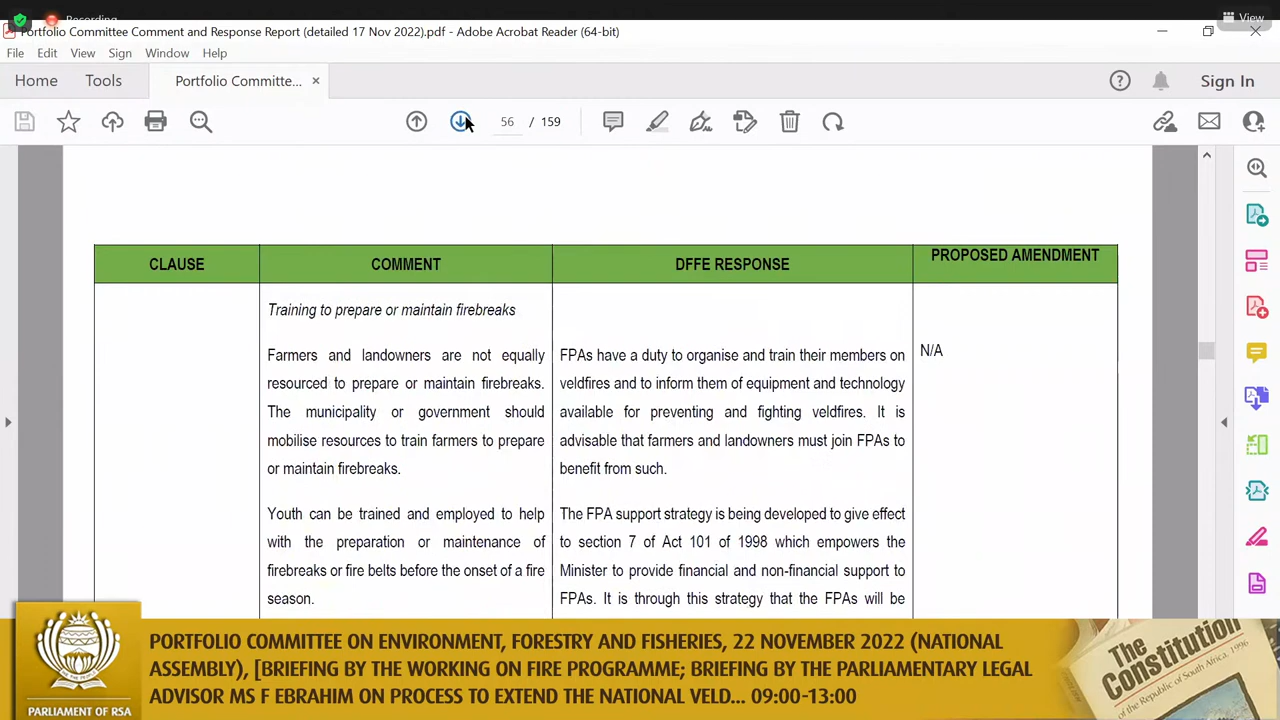 Recording
View
Portfolio Committee Comment and Response Report (detailed 17 Nov 2022).pdf - Adobe Acrobat Reader (64-bit)
File Edit View Sign Window Help
Home Tools Portfolio Committe... × Sign In
56 / 159
CLAUSE COMMENT DFFE RESPONSE PROPOSED AMENDMENT
Training to prepare or maintain firebreaks
Farmers and landowners are not equally
resourced to prepare or maintain firebreaks.
The municipality or government should
mobilise resources to train farmers to prepare
or maintain firebreaks.
Youth can be trained and employed to help
with the preparation or maintenance of
firebreaks or fire belts before the onset of a fire
season.
FPAs have a duty to organise and train their members on
veldfires and to inform them of equipment and technology
available for preventing and fighting veldfires. It is
advisable that farmers and landowners must join FPAs to
benefit from such.
The FPA support strategy is being developed to give effect
to section 7 of Act 101 of 1998 which empowers the
Minister to provide financial and non-financial support to
FPAs. It is through this strategy that the FPAs will be
N/A
PARLIAMENT OF RSA
PORTFOLIO COMMITTEE ON ENVIRONMENT, FORESTRY AND FISHERIES, 22 NOVEMBER 2022 (NATIONAL
ASSEMBLY), [BRIEFING BY THE WORKING ON FIRE PROGRAMME; BRIEFING BY THE PARLIAMENTARY LEGAL
ADVISOR MS F EBRAHIM ON PROCESS TO EXTEND THE NATIONAL VELD... 09:00-13:00
The
Constitution
of the Republic of South Africa, 1996